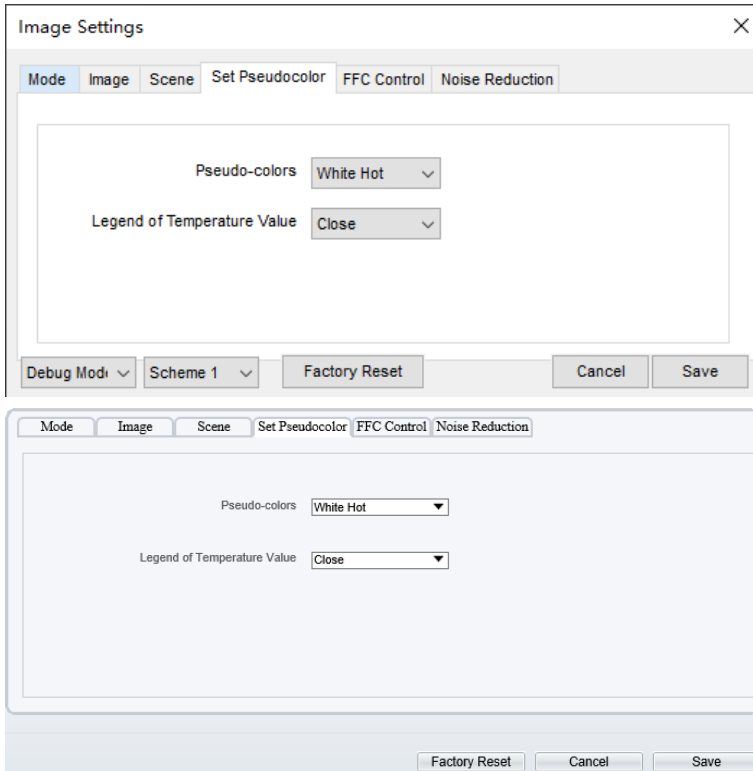 Image Settings
Mode Image Scene Set Pseudocolor FFC Control Noise Reduction
Pseudo-colors White Hot
Legend of Temperature Value Close
Debug Mod Scheme 1 Factory Reset Cancel Save
Mode Image Scene Set Pseudocolor FFC Control Noise Reduction
Pseudo-colors White Hot
Legend of Temperature Value Close
Factory Reset Cancel Save